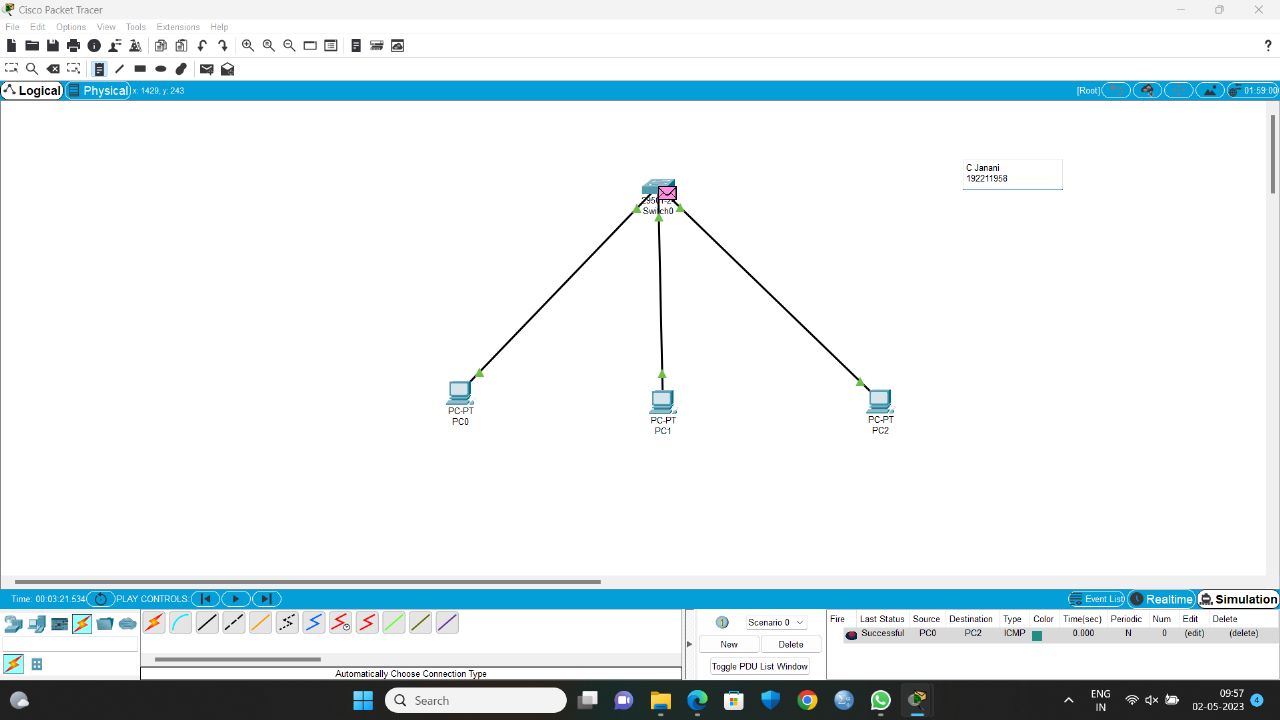 Cisco Packet Tracer
File Edit Options View Tools Extensions Help
?
Logical Physical x: 1429, y: 243 [Root] 01:59:00
C Janani
192211958
Switch0
PC-PT
PC0
PC-PT
PC1
PC-PT
PC2
Time: 00:03:21.534 PLAY CONTROLS: Event List Realtime Simulation
Scenario 0
New Delete
Toggle PDU List Window
Fire Last Status Source Destination Type Color Time(sec) Periodic Num Edit Delete
Successful PC0 PC2 ICMP 0.000 N 0 (edit) (delete)
Automatically Choose Connection Type
Search
ENG
IN
09:57
02-05-2023
4